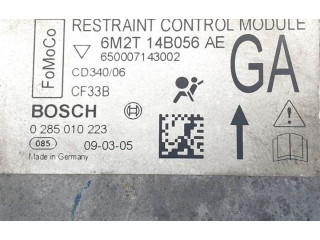 FoMoCo
RESTRAINT CONTROL MODULE
6M2T 14B056 AE
650007143002
CD340/06
CF33B
GA
BOSCH
0 285 010 223
085
09-03-05
Made in Germany